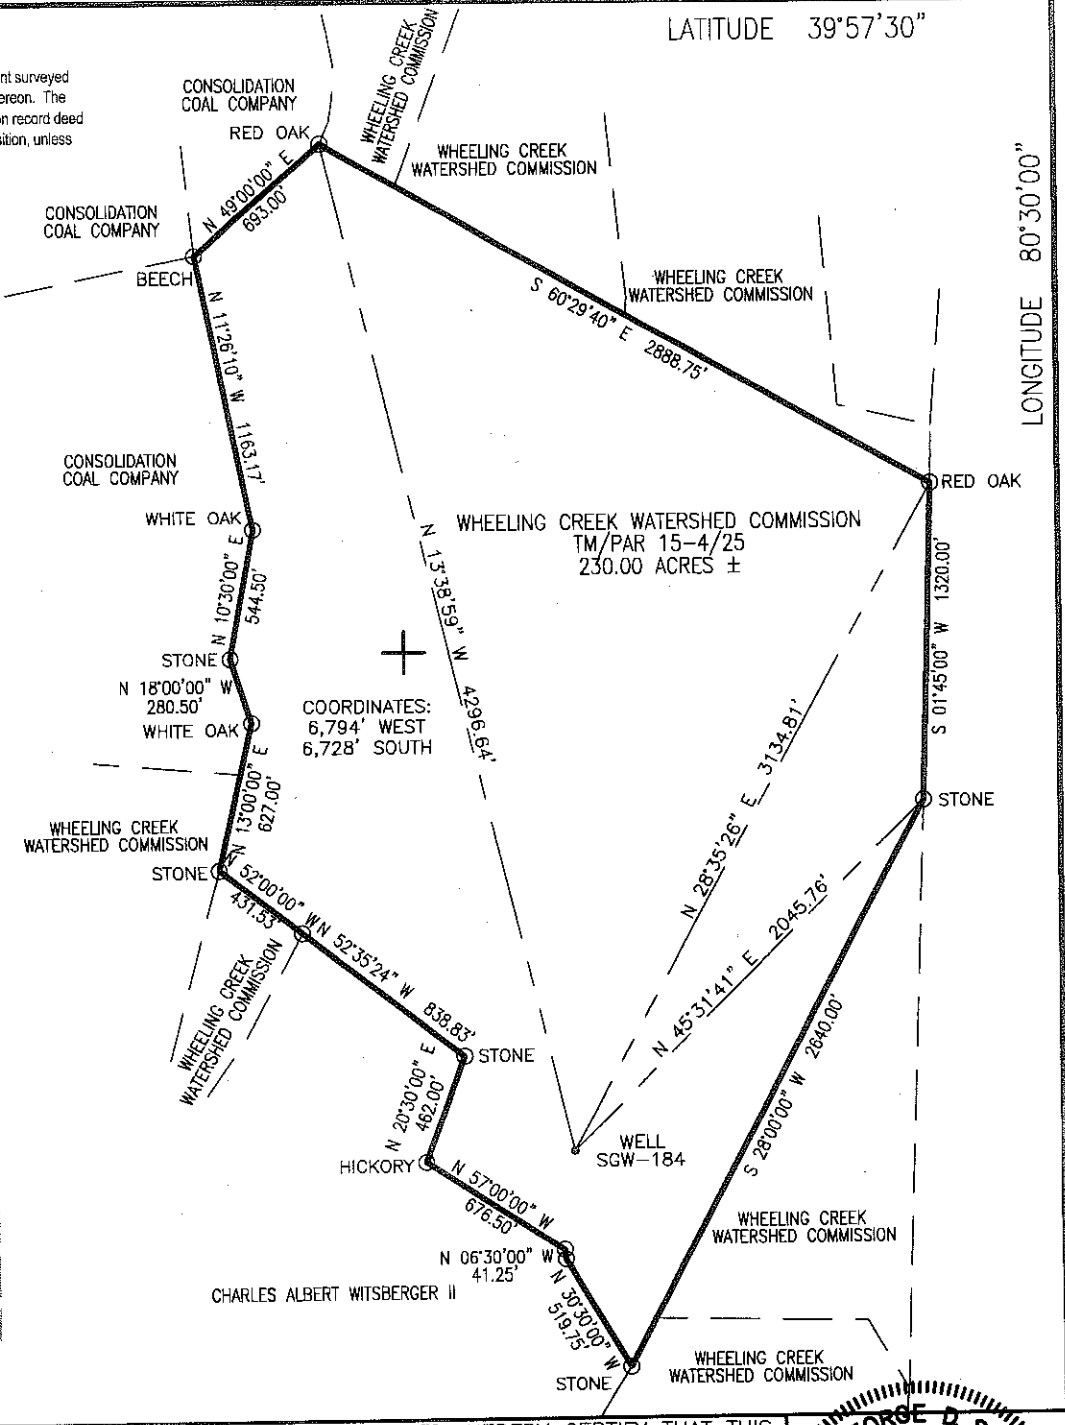 LATITUDE 39°57'30"
LONGITUDE 80°30'00"
nt surveyed
ereon. The
on record deed
sition, unless
CONSOLIDATION
COAL COMPANY
RED OAK
WHEELING CREEK
WATERSHED COMMISSION
WHEELING CREEK
WATERSHED COMMISSION
N 49°00'00" E
693.00'
CONSOLIDATION
COAL COMPANY
BEECH
WHEELING CREEK
WATERSHED COMMISSION
S 60°29'40" E 2888.75'
N 11°26'10" W 1163.17'
CONSOLIDATION
COAL COMPANY
RED OAK
WHITE OAK
WHEELING CREEK WATERSHED COMMISSION
TM/PAR 15-4/25
230.00 ACRES ±
N 13°38'59" W 4296.64'
N 10°30'00" E
544.50'
S 01°45'00" W 1320.00'
STONE
N 18°00'00" W
280.50'
WHITE OAK
COORDINATES:
6,794' WEST
6,728' SOUTH
N 13°00'00" E
627.00'
STONE
WHEELING CREEK
WATERSHED COMMISSION
STONE
N 28°35'26" E 3134.81'
N 45°31'41" E 2045.76'
N 52°00'00" W
431.53'
N 52°35'24" W 838.83'
WHEELING CREEK
WATERSHED COMMISSION
STONE
N 20°30'00" E
462.00'
S 28°00'00" W 2640.00'
WELL
SGW-184
HICKORY
N 57°00'00" W
676.50'
WHEELING CREEK
WATERSHED COMMISSION
N 06°30'00" W
41.25'
CHARLES ALBERT WITSBERGER II
N 30°30'00" W
519.75'
WHEELING CREEK
WATERSHED COMMISSION
STONE
CERTIFY THAT THIS
ORGE D.